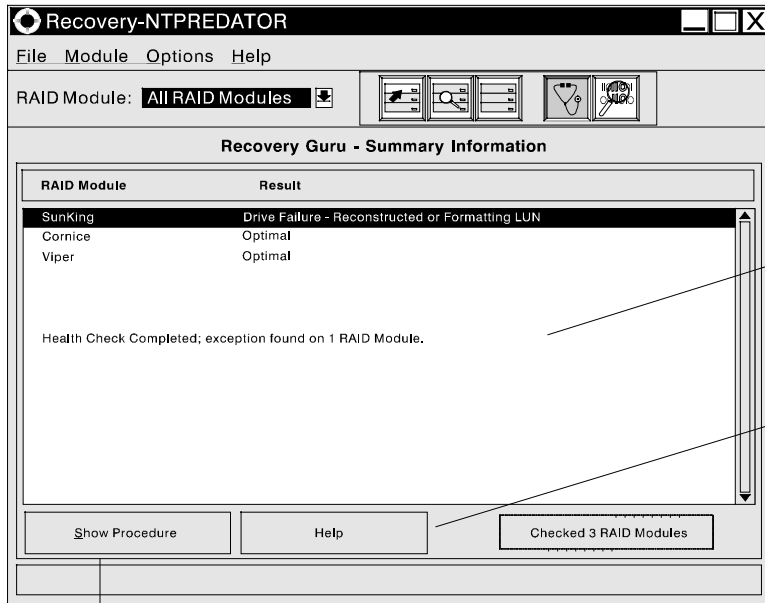 Recovery-NTPREDATOR
File Module Options Help
RAID Module: All RAID Modules
Recovery Guru - Summary Information
RAID Module Result
SunKing Drive Failure - Reconstructed or Formatting LUN
Cornice Optimal
Viper Optimal
Health Check Completed; exception found on 1 RAID Module.
Show Procedure Help Checked 3 RAID Modules